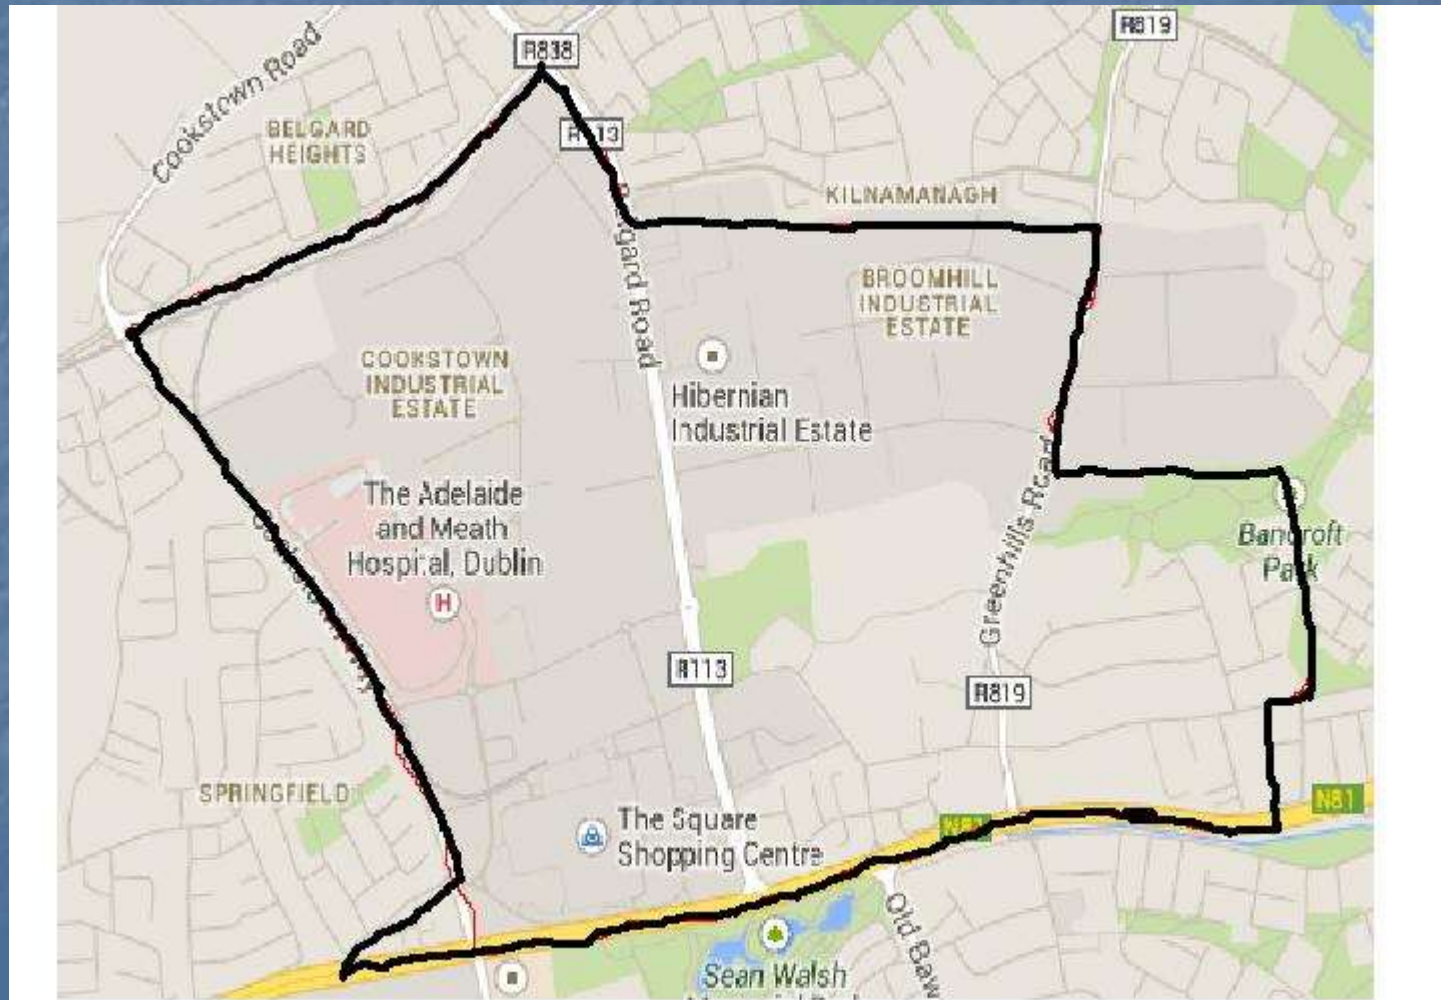 R819
Cookstown Road
R838
BELGARD
HEIGHTS
KILNAMANAGH
Road
BROOMHILL
INDUSTRIAL
ESTATE
COOKSTOWN
INDUSTRIAL
ESTATE
Hibernian
Industrial Estate
Greenhills Road
The Adelaide
and Meath
Hospital, Dublin
H
Bancroft
Park
R113
R819
SPRINGFIELD
N81
The Square
Shopping Centre
Old Baw
Sean Walsh